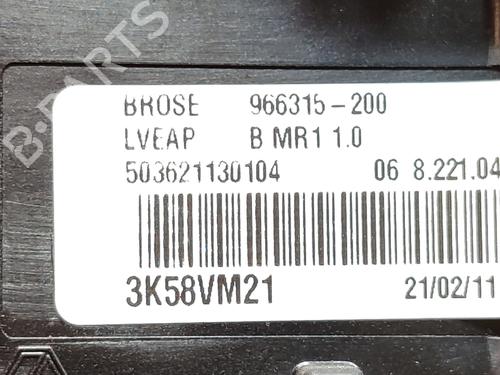 B-PARTS
BROSE 966315-200
LVEAP B MR1 1.0
503621130104 06 8.221.04
3K58VM21 21/02/11